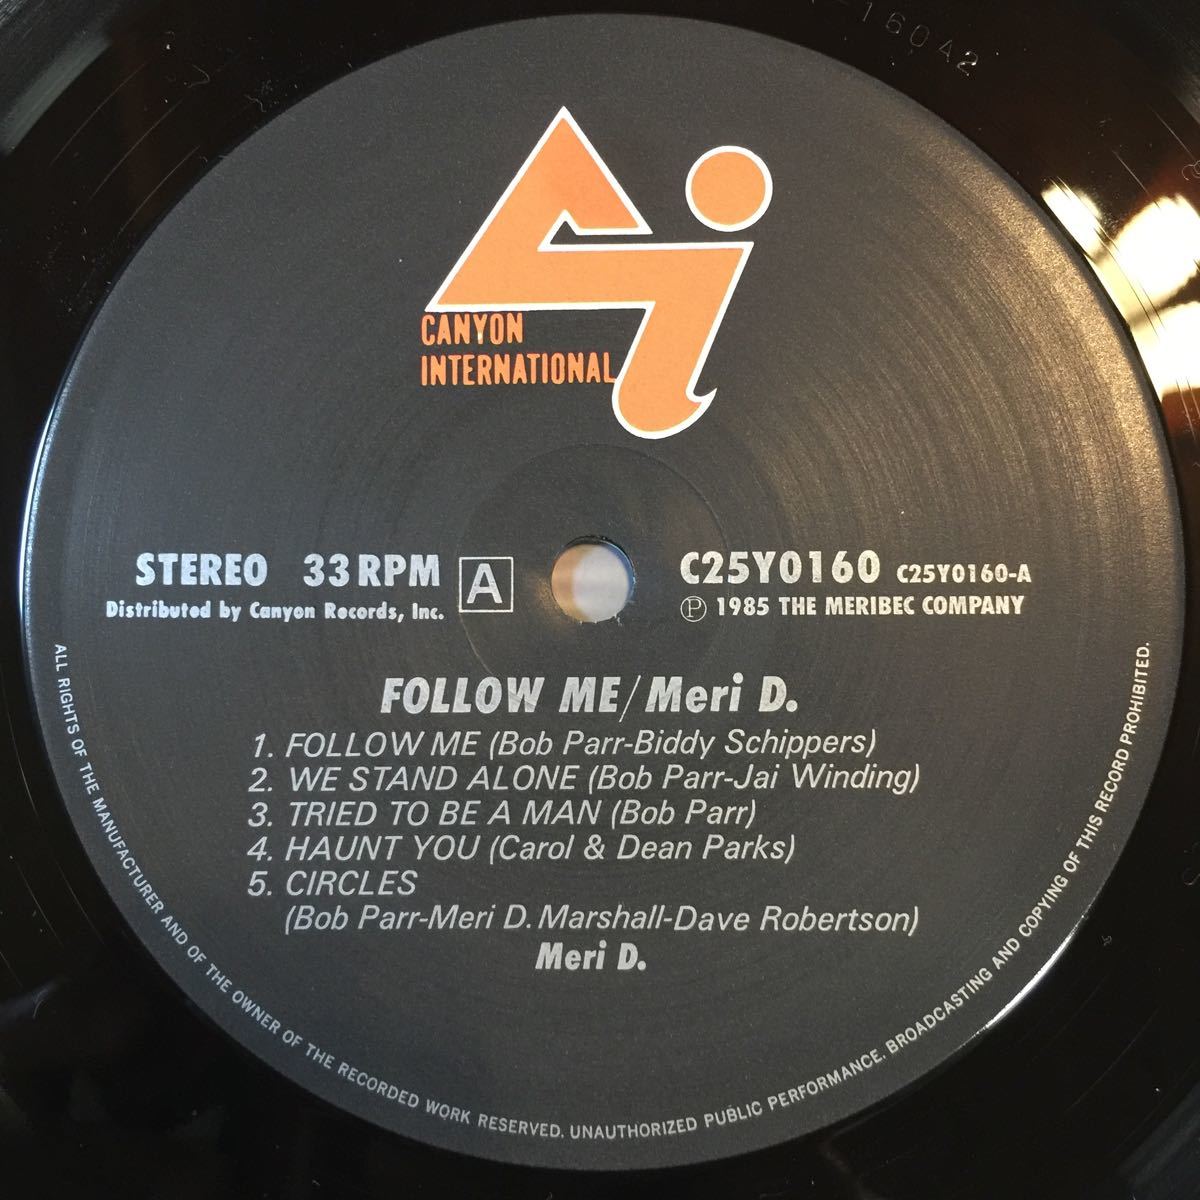 -160A2
CANYON
INTERNATIONAL
STEREO 33RPM A
Distributed by Canyon Records, Inc.
C25Y0160 C25Y0160-A
Ⓟ 1985 THE MERIBEC COMPANY
FOLLOW ME/Meri D.
1. FOLLOW ME (Bob Parr-Biddy Schippers)
2. WE STAND ALONE (Bob Parr-Jai Winding)
3. TRIED TO BE A MAN (Bob Parr)
4. HAUNT YOU (Carol & Dean Parks)
5. CIRCLES
(Bob Parr-Meri D. Marshall-Dave Robertson)
Meri D.
ALL RIGHTS OF THE MANUFACTURER AND OF THE OWNER OF THE RECORDED WORK RESERVED. UNAUTHORIZED PUBLIC PERFORMANCE. BROADCASTING AND COPYING OF THIS RECORD PROHIBITED.